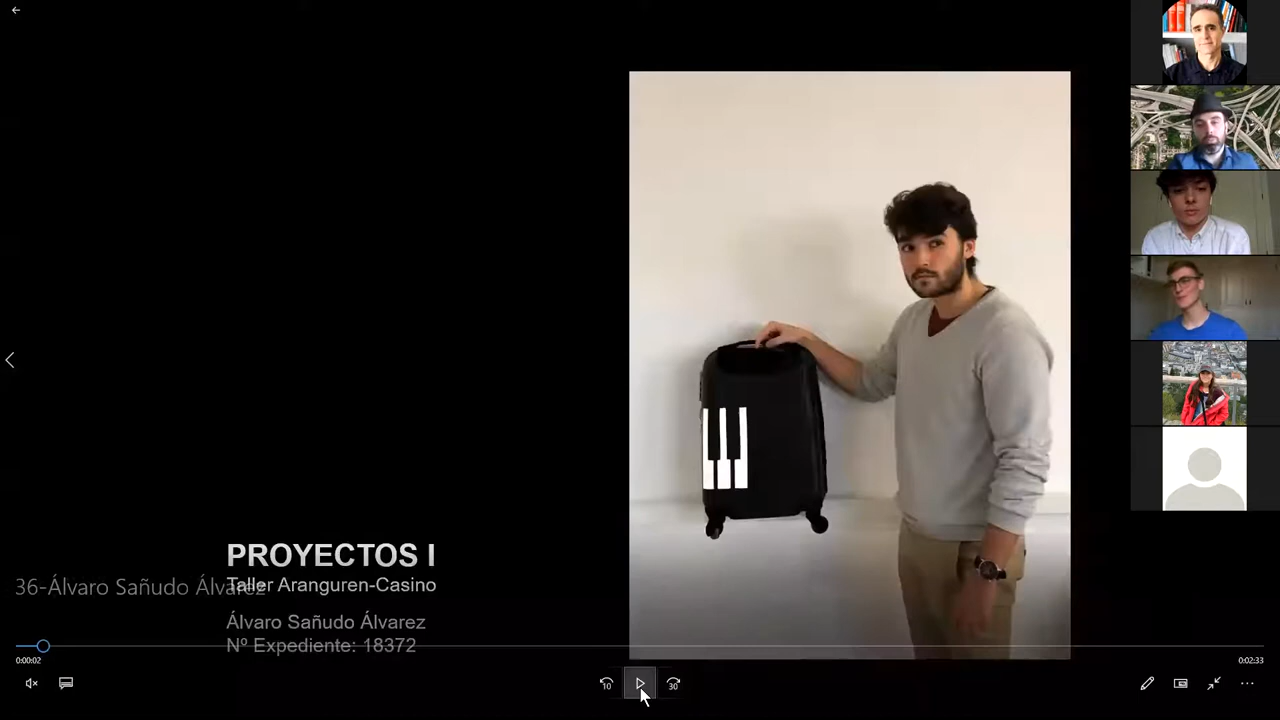 PROYECTOS I
36-Álvaro Sañudo Álvarez
Taller Aranguren-Casino
Álvaro Sañudo Álvarez
Nº Expediente: 18372
0:00:02
0:02:33
10
30